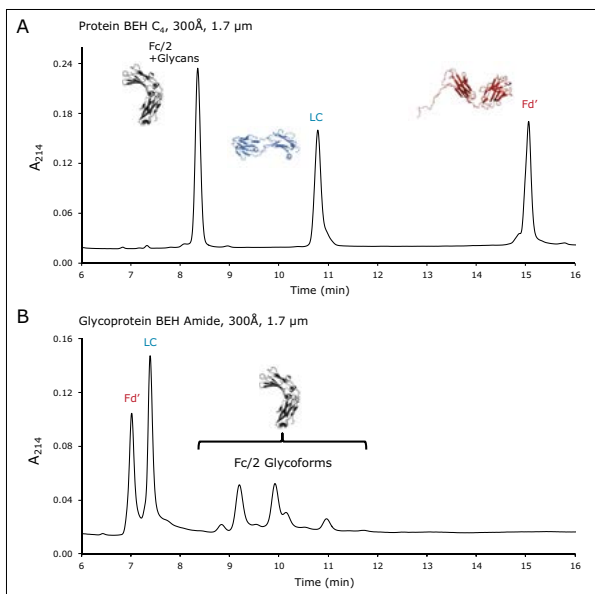 A
Protein BEH C₄, 300Å, 1.7 µm
Fc/2
+Glycans
LC
Fd'
0.24
0.18
0.12
0.06
0.00
A₂₁₄
6 7 8 9 10 11 12 13 14 15 16
Time (min)
B
Glycoprotein BEH Amide, 300Å, 1.7 µm
LC
Fd'
Fc/2 Glycoforms
0.16
0.12
0.08
0.04
0.00
A₂₁₄
6 7 8 9 10 11 12 13 14 15 16
Time (min)